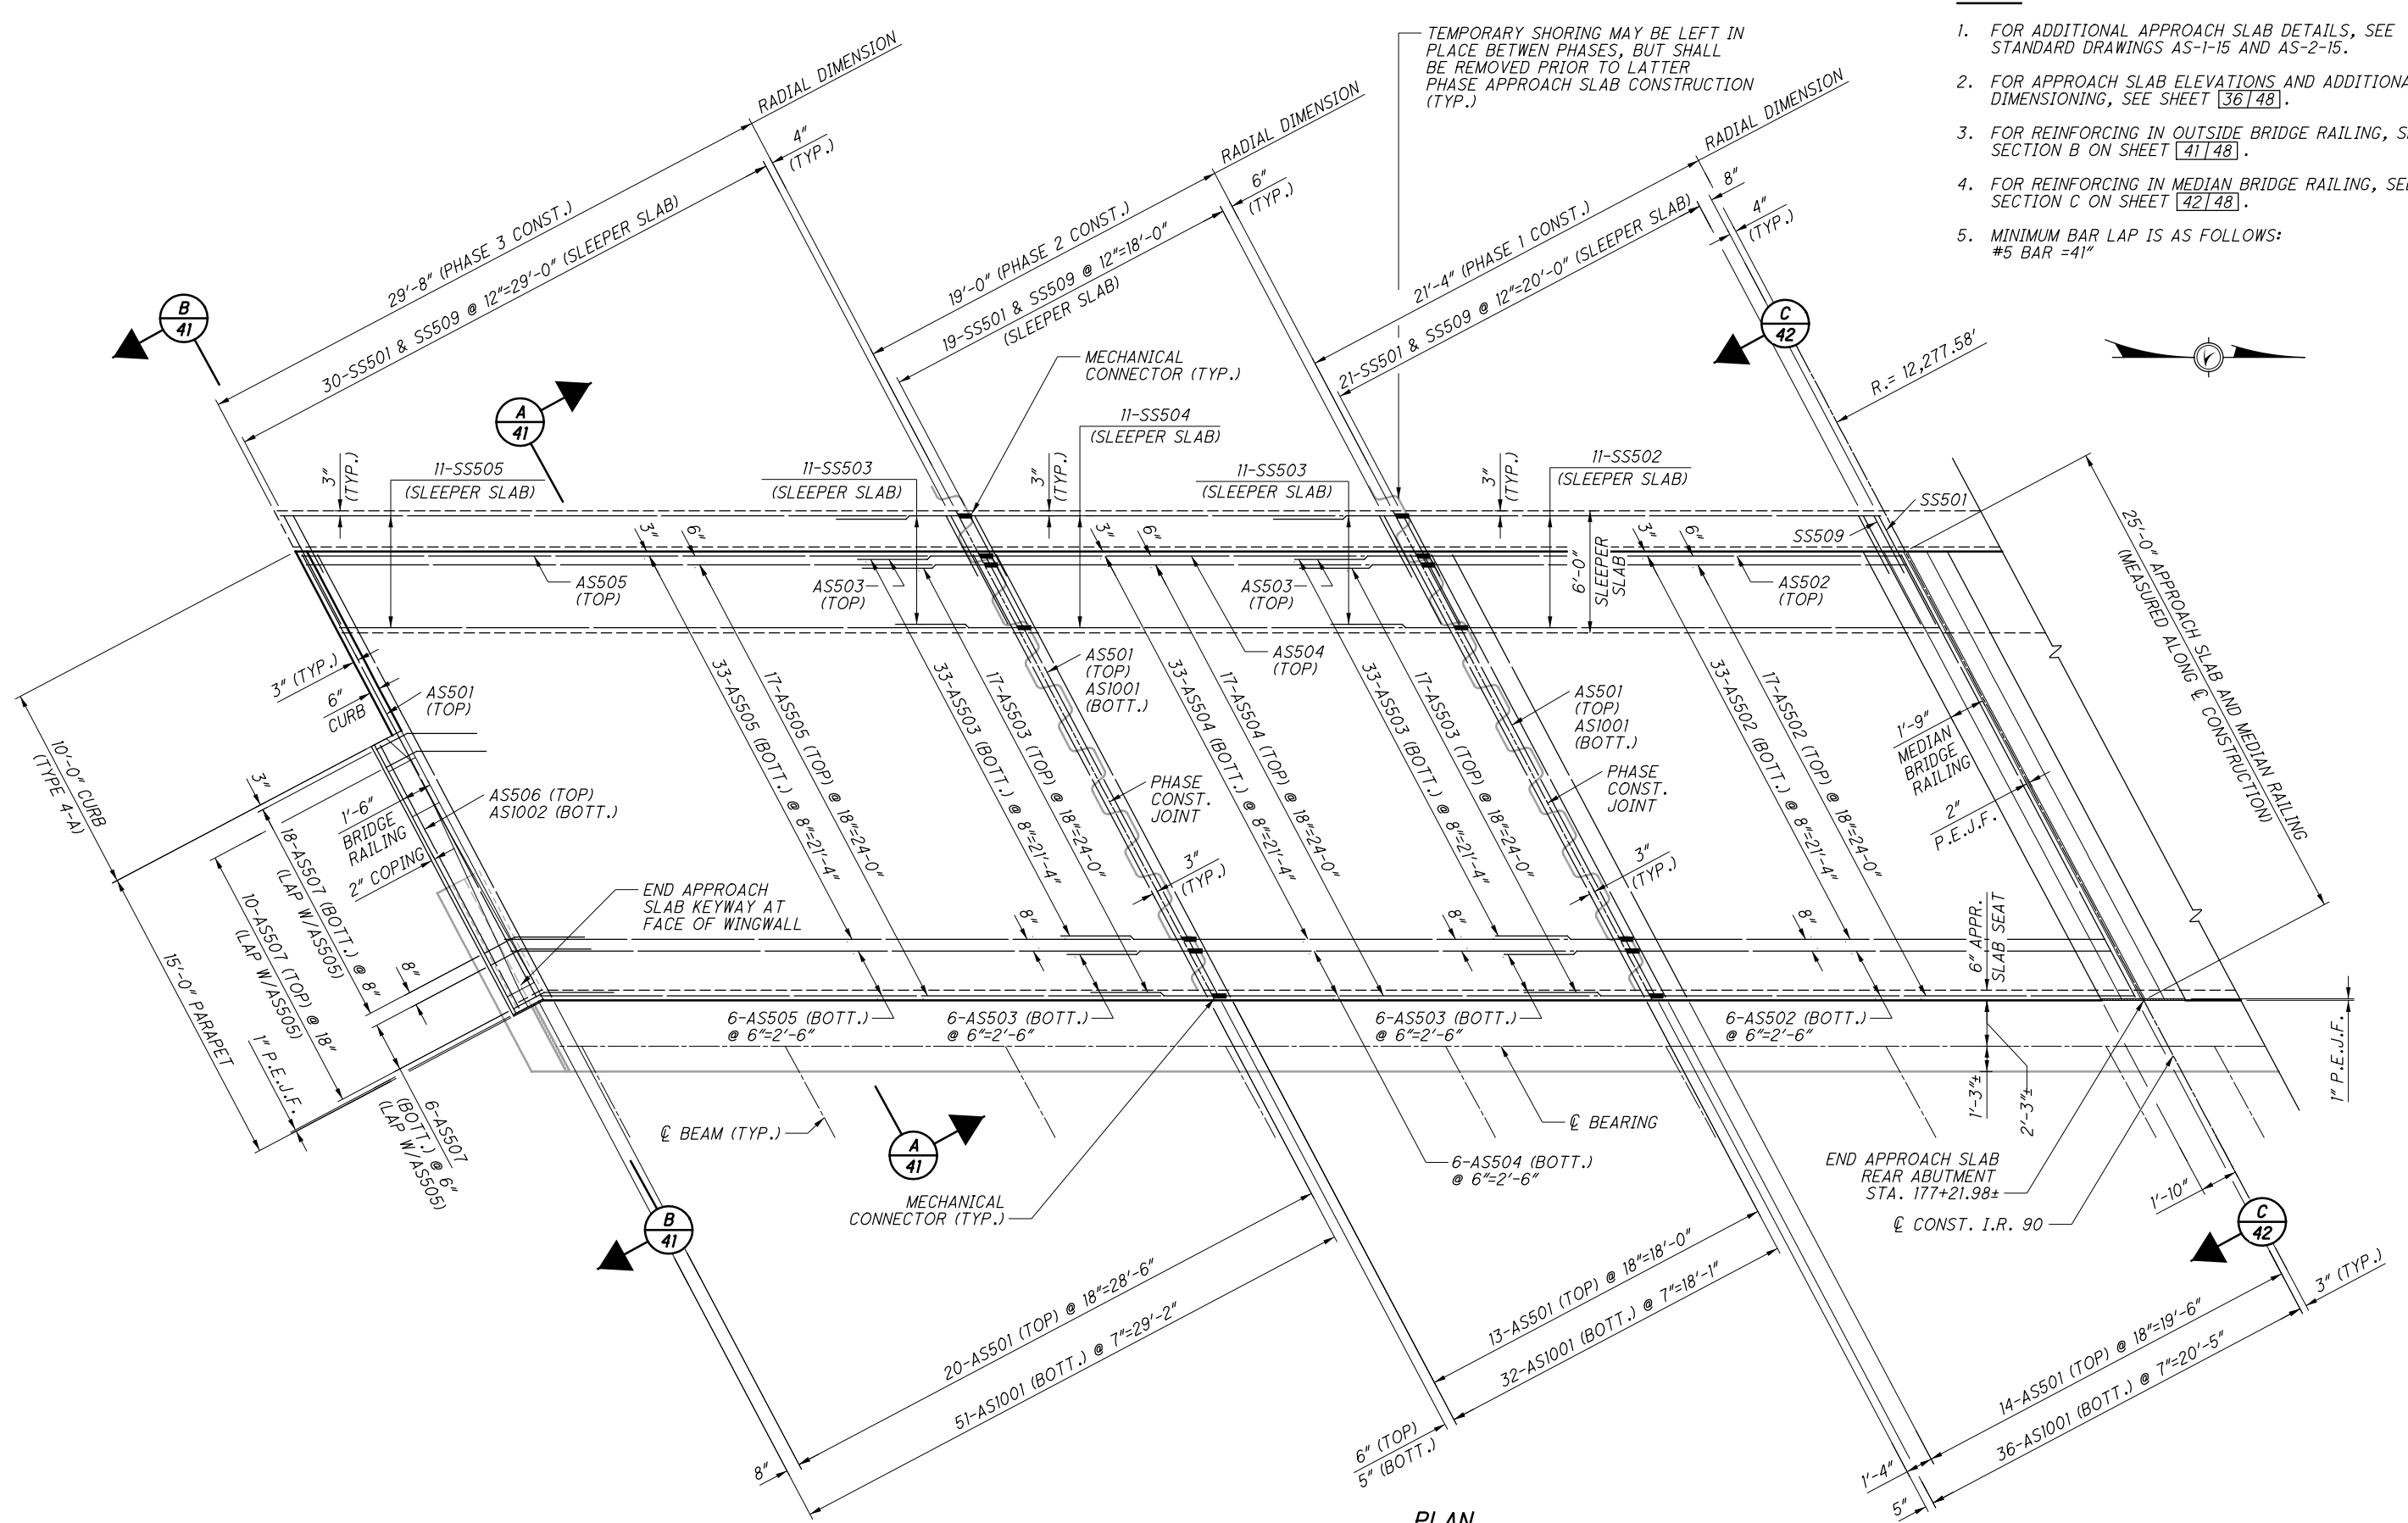 TEMPORARY SHORING MAY BE LEFT IN
PLACE BETWEN PHASES, BUT SHALL
BE REMOVED PRIOR TO LATTER
PHASE APPROACH SLAB CONSTRUCTION
(TYP.)
1. FOR ADDITIONAL APPROACH SLAB DETAILS, SEE
STANDARD DRAWINGS AS-1-15 AND AS-2-15.
2. FOR APPROACH SLAB ELEVATIONS AND
DIMENSIONING, SEE SHEET 36/48.
3. FOR REINFORCING IN OUTSIDE BRIDGE RAILING,
SECTION B ON SHEET 41/48.
4. FOR REINFORCING IN MEDIAN BRIDGE RAILING,
SECTION C ON SHEET 42/48.
5. MINIMUM BAR LAP IS AS FOLLOWS:
#5 BAR =41"
RADIAL DIMENSION
4"
(TYP.)
RADIAL DIMENSION
6"
(TYP.)
RADIAL DIMENSION
8"
4"
(TYP.)
29'-8" (PHASE 3 CONST.)
30-SS501 & SS509 @ 12"=29'-0" (SLEEPER SLAB)
19'-0" (PHASE 2 CONST.)
19-SS501 & SS509 @ 12"=18'-0"
(SLEEPER SLAB)
21'-4" (PHASE 1 CONST.)
21-SS501 & SS509 @ 12"=20'-0" (SLEEPER SLAB)
B
41
A
41
C
42
R.= 12,277.58'
MECHANICAL
CONNECTOR (TYP.)
11-SS504
(SLEEPER SLAB)
3"
(TYP.)
11-SS505
(SLEEPER SLAB)
11-SS503
(SLEEPER SLAB)
3"
(TYP.)
11-SS503
(SLEEPER SLAB)
3"
(TYP.)
11-SS502
(SLEEPER SLAB)
SS501
SS509
25'-0" APPROACH SLAB AND MEDIAN RAILING
(MEASURED ALONG ℄ CONSTRUCTION)
3"
6"
3"
6"
3"
6"
6'-0"
SLEEPER
SLAB
AS505
(TOP)
AS503
(TOP)
AS503
(TOP)
AS502
(TOP)
AS504
(TOP)
AS501
(TOP)
AS1001
(BOTT.)
AS501
(TOP)
AS1001
(BOTT.)
3" (TYP.)
6"
CURB
AS501
(TOP)
10'-0" CURB
(TYPE 4-A)
33-AS505 (BOTT.) @ 8"=21'-4"
17-AS505 (TOP) @ 18"=24'-0"
33-AS503 (BOTT.) @ 8"=21'-4"
17-AS503 (TOP) @ 18"=24'-0"
33-AS504 (BOTT.) @ 8"=21'-4"
17-AS504 (TOP) @ 18"=24'-0"
33-AS503 (BOTT.) @ 8"=21'-4"
17-AS503 (TOP) @ 18"=24'-0"
33-AS502 (BOTT.) @ 8"=21'-4"
17-AS502 (TOP) @ 18"=24'-0"
1'-9"
MEDIAN
BRIDGE
RAILING
2"
P.E.J.F.
PHASE
CONST.
JOINT
PHASE
CONST.
JOINT
3"
1'-6"
BRIDGE
RAILING
2" COPING
AS506 (TOP)
AS1002 (BOTT.)
18-AS507 (BOTT.) @ 8"
(LAP W/AS505)
10-AS507 (TOP) @ 18"
(LAP W/AS505)
3"
(TYP.)
3"
(TYP.)
END APPROACH
SLAB KEYWAY AT
FACE OF WINGWALL
15'-0" PARAPET
1" P.E.J.F.
8"
8"
8"
8"
6" APPR.
SLAB SEAT
6-AS505 (BOTT.)
@ 6"=2'-6"
6-AS503 (BOTT.)
@ 6"=2'-6"
6-AS503 (BOTT.)
@ 6"=2'-6"
6-AS502 (BOTT.)
@ 6"=2'-6"
1'-3"±
2'-3"±
1" P.E.J.F.
6-AS507
(BOTT.) @ 6"
(LAP W/AS505)
℄ BEAM (TYP.)
A
41
℄ BEARING
6-AS504 (BOTT.)
@ 6"=2'-6"
END APPROACH SLAB
REAR ABUTMENT
STA. 177+21.98±
℄ CONST. I.R. 90
1'-10"
MECHANICAL
CONNECTOR (TYP.)
B
41
C
42
3" (TYP.)
20-AS501 (TOP) @ 18"=28'-6"
51-AS1001 (BOTT.) @ 7"=29'-2"
13-AS501 (TOP) @ 18"=18'-0"
32-AS1001 (BOTT.) @ 7"=18'-1"
14-AS501 (TOP) @ 18"=19'-6"
36-AS1001 (BOTT.) @ 7"=20'-5"
8"
6" (TOP)
5" (BOTT.)
1'-4"
5"
PLAN